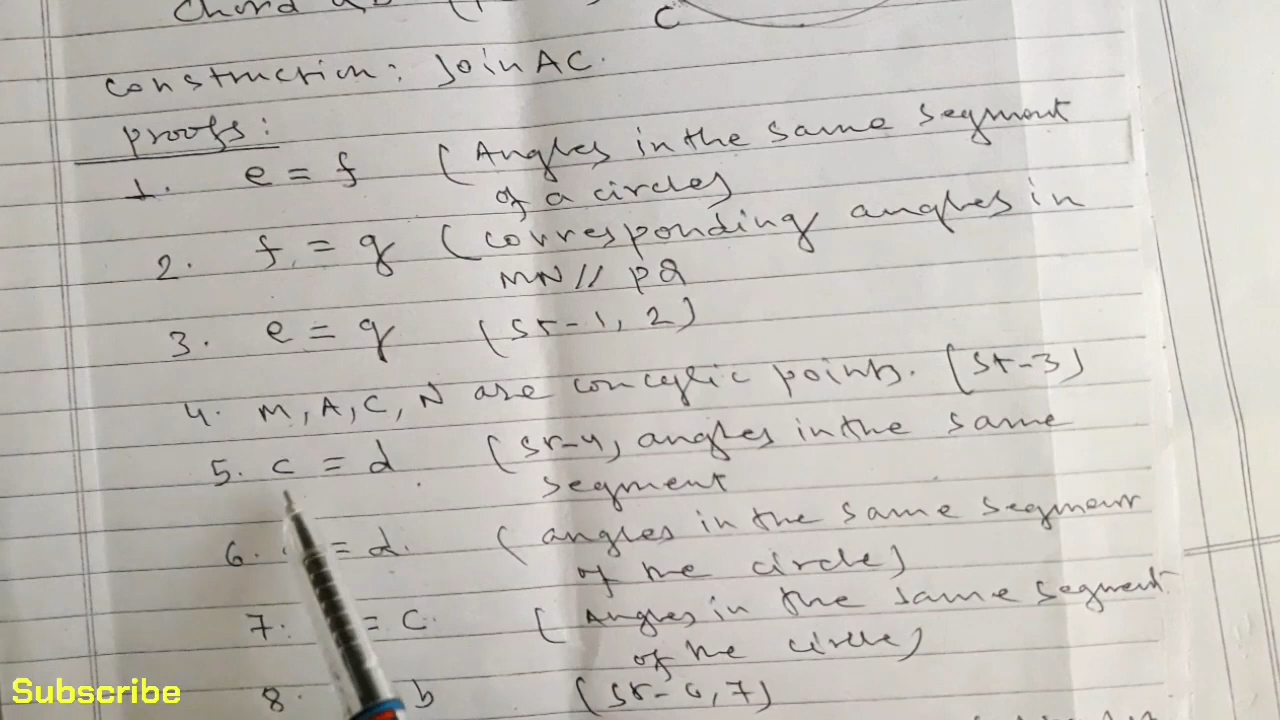 chord
C
construction: Join AC.
proofs:
1. e = f ( Angles in the same segment
of a circles)
2. f = g ( corresponding angles in
MN // PQ
3. e = g (st-1, 2)
4. M, A, C, N are concyclic points. (st-3)
5. c = d (st-4, angles in the same
segment
6. = d. ( angles in the same segment
of the circle)
7. = c. ( Angles in the same segment
of the circle)
8. b (st- 6, 7)
Subscribe